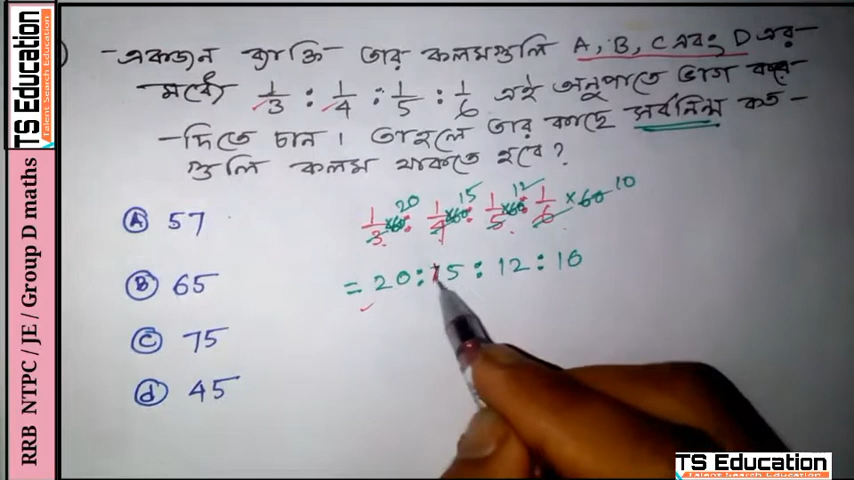 একজন ব্যক্তি তার কলমগুলি A, B, C এবং D এর
মধ্যে 1/3 : 1/4 : 1/5 : 1/6 এই অনুপাতে ভাগ করে
দিতে চান । তাহলে তার কাছে সর্বনিম্ন কত
গুলি কলম থাকতে হবে ?
(A) 57
(B) 65
(C) 75
(d) 45
1/3 ×60 20 : 1/4 ×60 15 : 1/5 ×60 12 : 1/6 ×60 10
= 20 : 15 : 12 : 10
TS Education
Talent Search Education
RRB NTPC / JE / Group D maths
TS Education
Talent Search Education